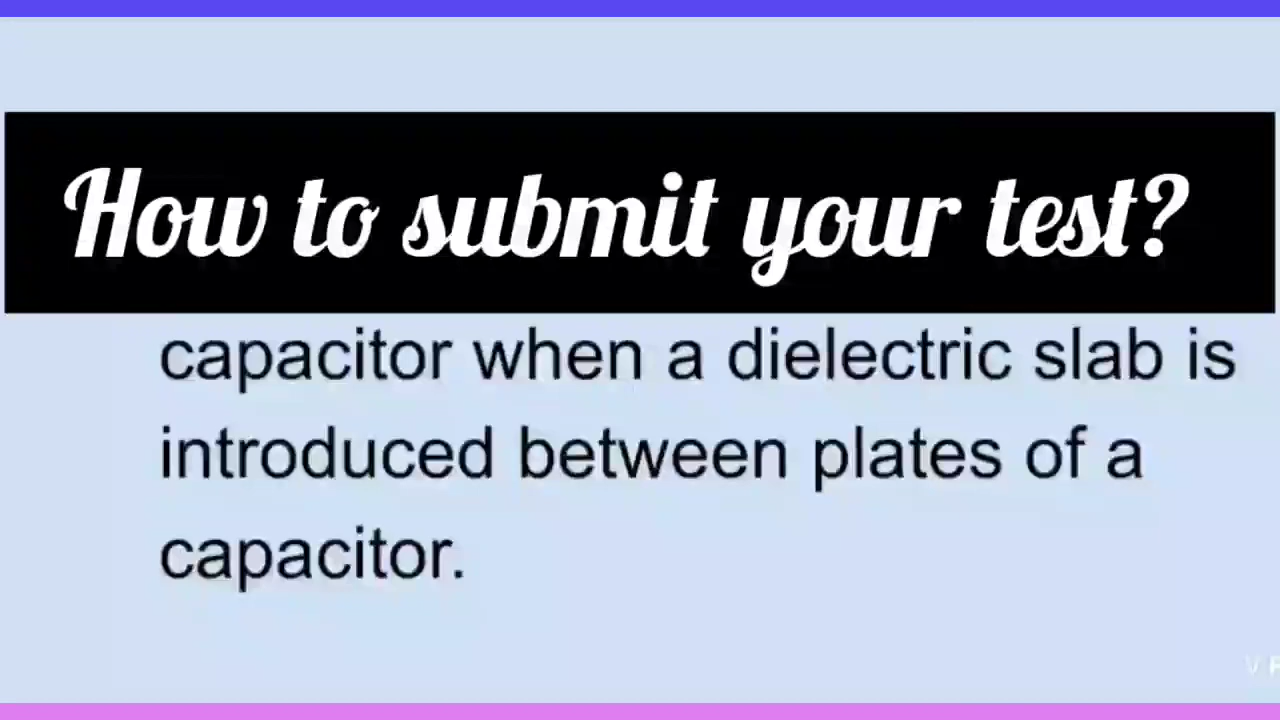 How to submit your test?
capacitor when a dielectric slab is
introduced between plates of a
capacitor.